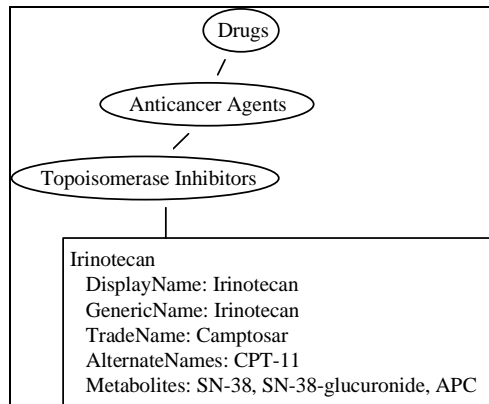 Drugs
Anticancer Agents
Topoisomerase Inhibitors
Irinotecan
DisplayName: Irinotecan
GenericName: Irinotecan
TradeName: Camptosar
AlternateNames: CPT-11
Metabolites: SN-38, SN-38-glucuronide, APC